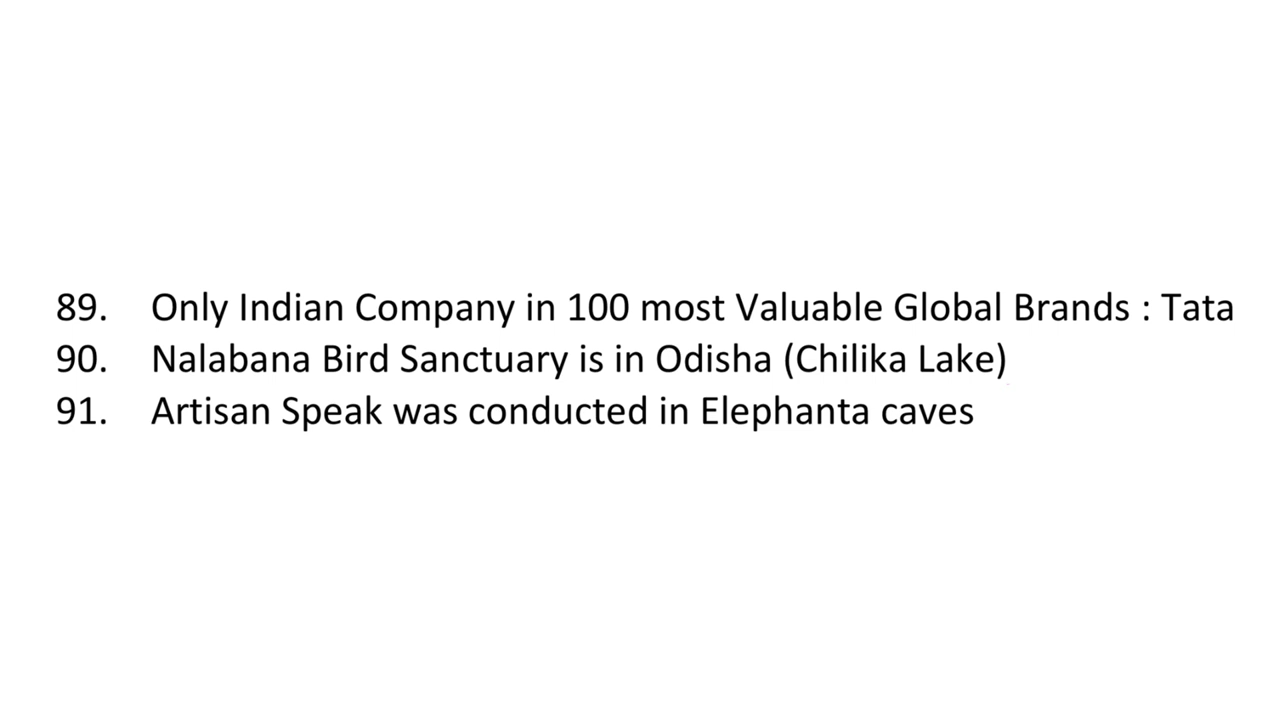 89. Only Indian Company in 100 most Valuable Global Brands : Tata
90. Nalabana Bird Sanctuary is in Odisha (Chilika Lake)
91. Artisan Speak was conducted in Elephanta caves